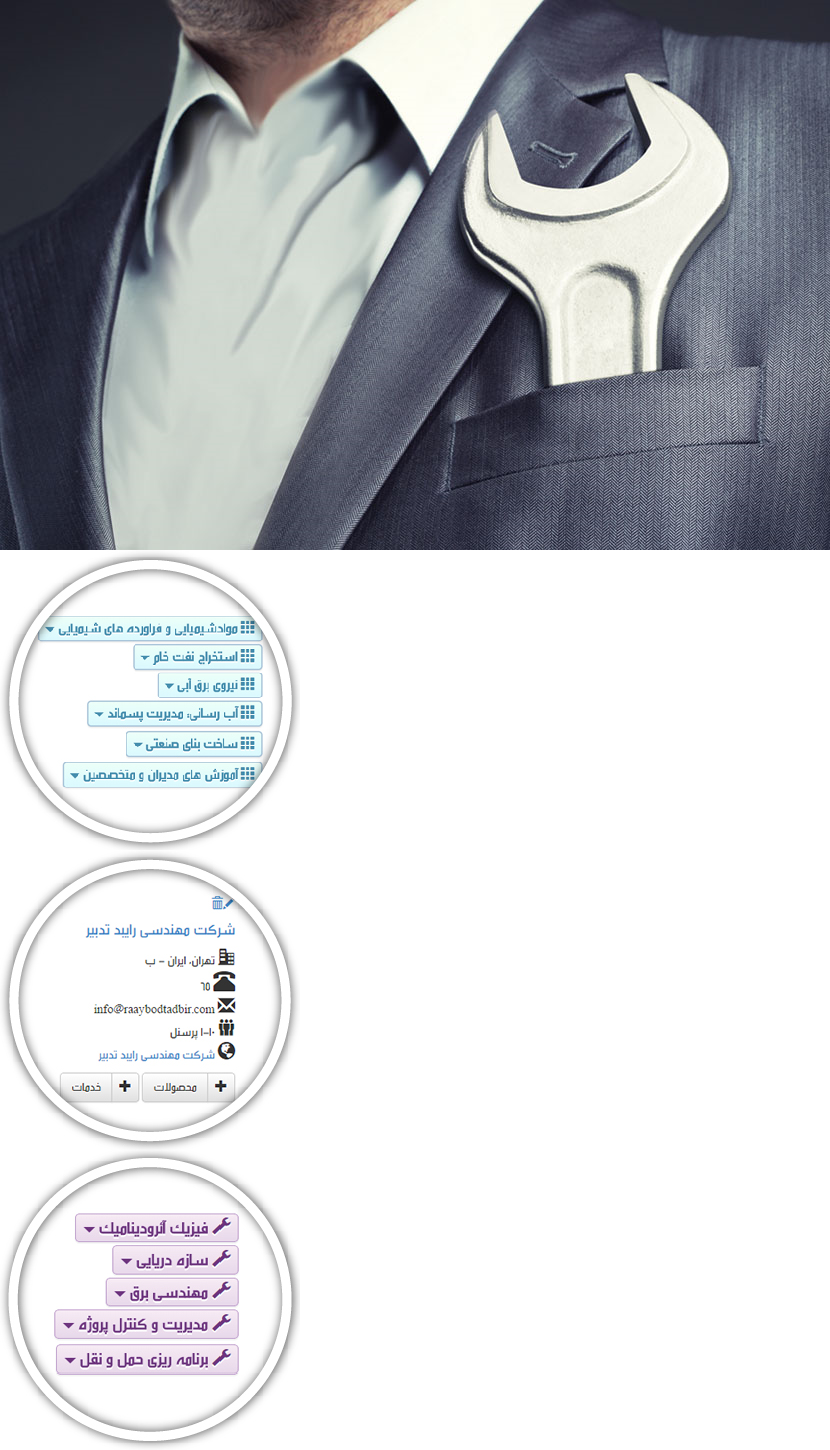 موادشیمیایی و فراورده های شیمیایی
استخراج نفت خام
نیروی برق آبی
آب رسانی؛ مدیریت پسماند
ساخت بنای صنعتی
آموزش های مدیران و متخصصین
شرکت مهندسی رایبد تدبیر
تهران، ایران - ب
۶۵
info@raaybodtadbir.com
۱-۱۰ پرسنل
شرکت مهندسی رایبد تدبیر
محصولات
خدمات
فیزیک آئرودینامیک
سازه دریایی
مهندسی برق
مدیریت و کنترل پروژه
برنامه ریزی حمل و نقل